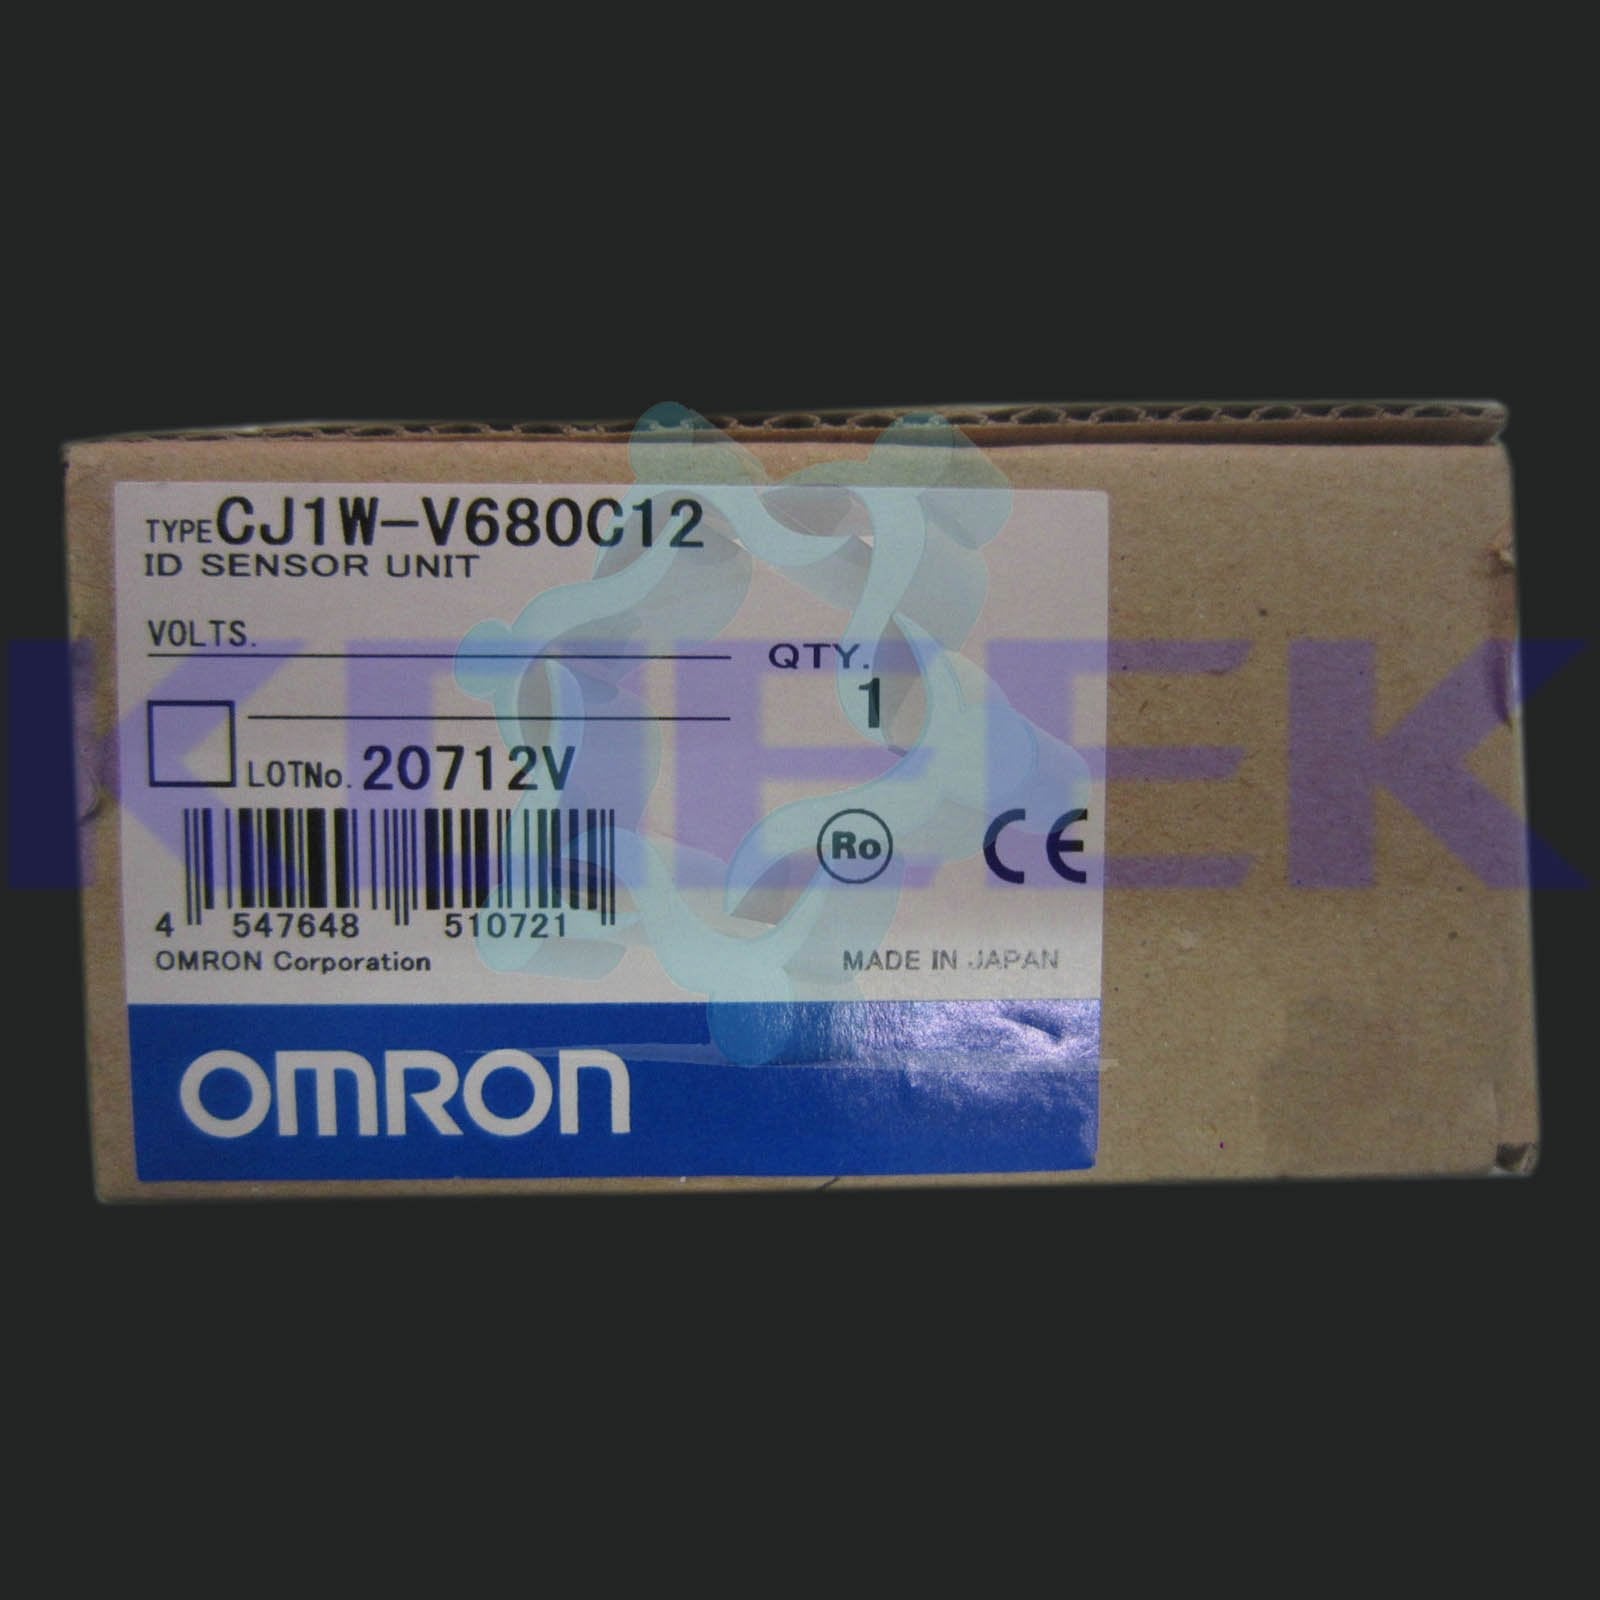 TYPE CJ1W-V680C12
ID SENSOR UNIT
VOLTS.
QTY.
1
LOTNo. 20712V
4 547648 510721
Ro
CE
OMRON Corporation
MADE IN JAPAN
OMRON